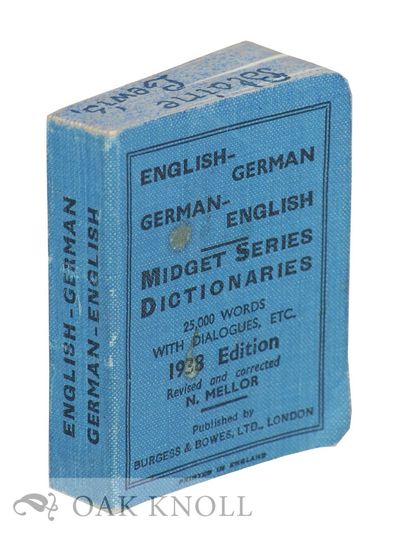 Lewis
ENGLISH-GERMAN
GERMAN-ENGLISH
ENGLISH-
GERMAN
GERMAN-
ENGLISH
MIDGET SERIES
DICTIONARIES
25,000 WORDS
WITH DIALOGUES, ETC.
1938 Edition
Revised and corrected
N. MELLOR
Published by
BURGESS & BOWES, LTD., LONDON
PRINTED IN ENGLAND
OAK KNOLL